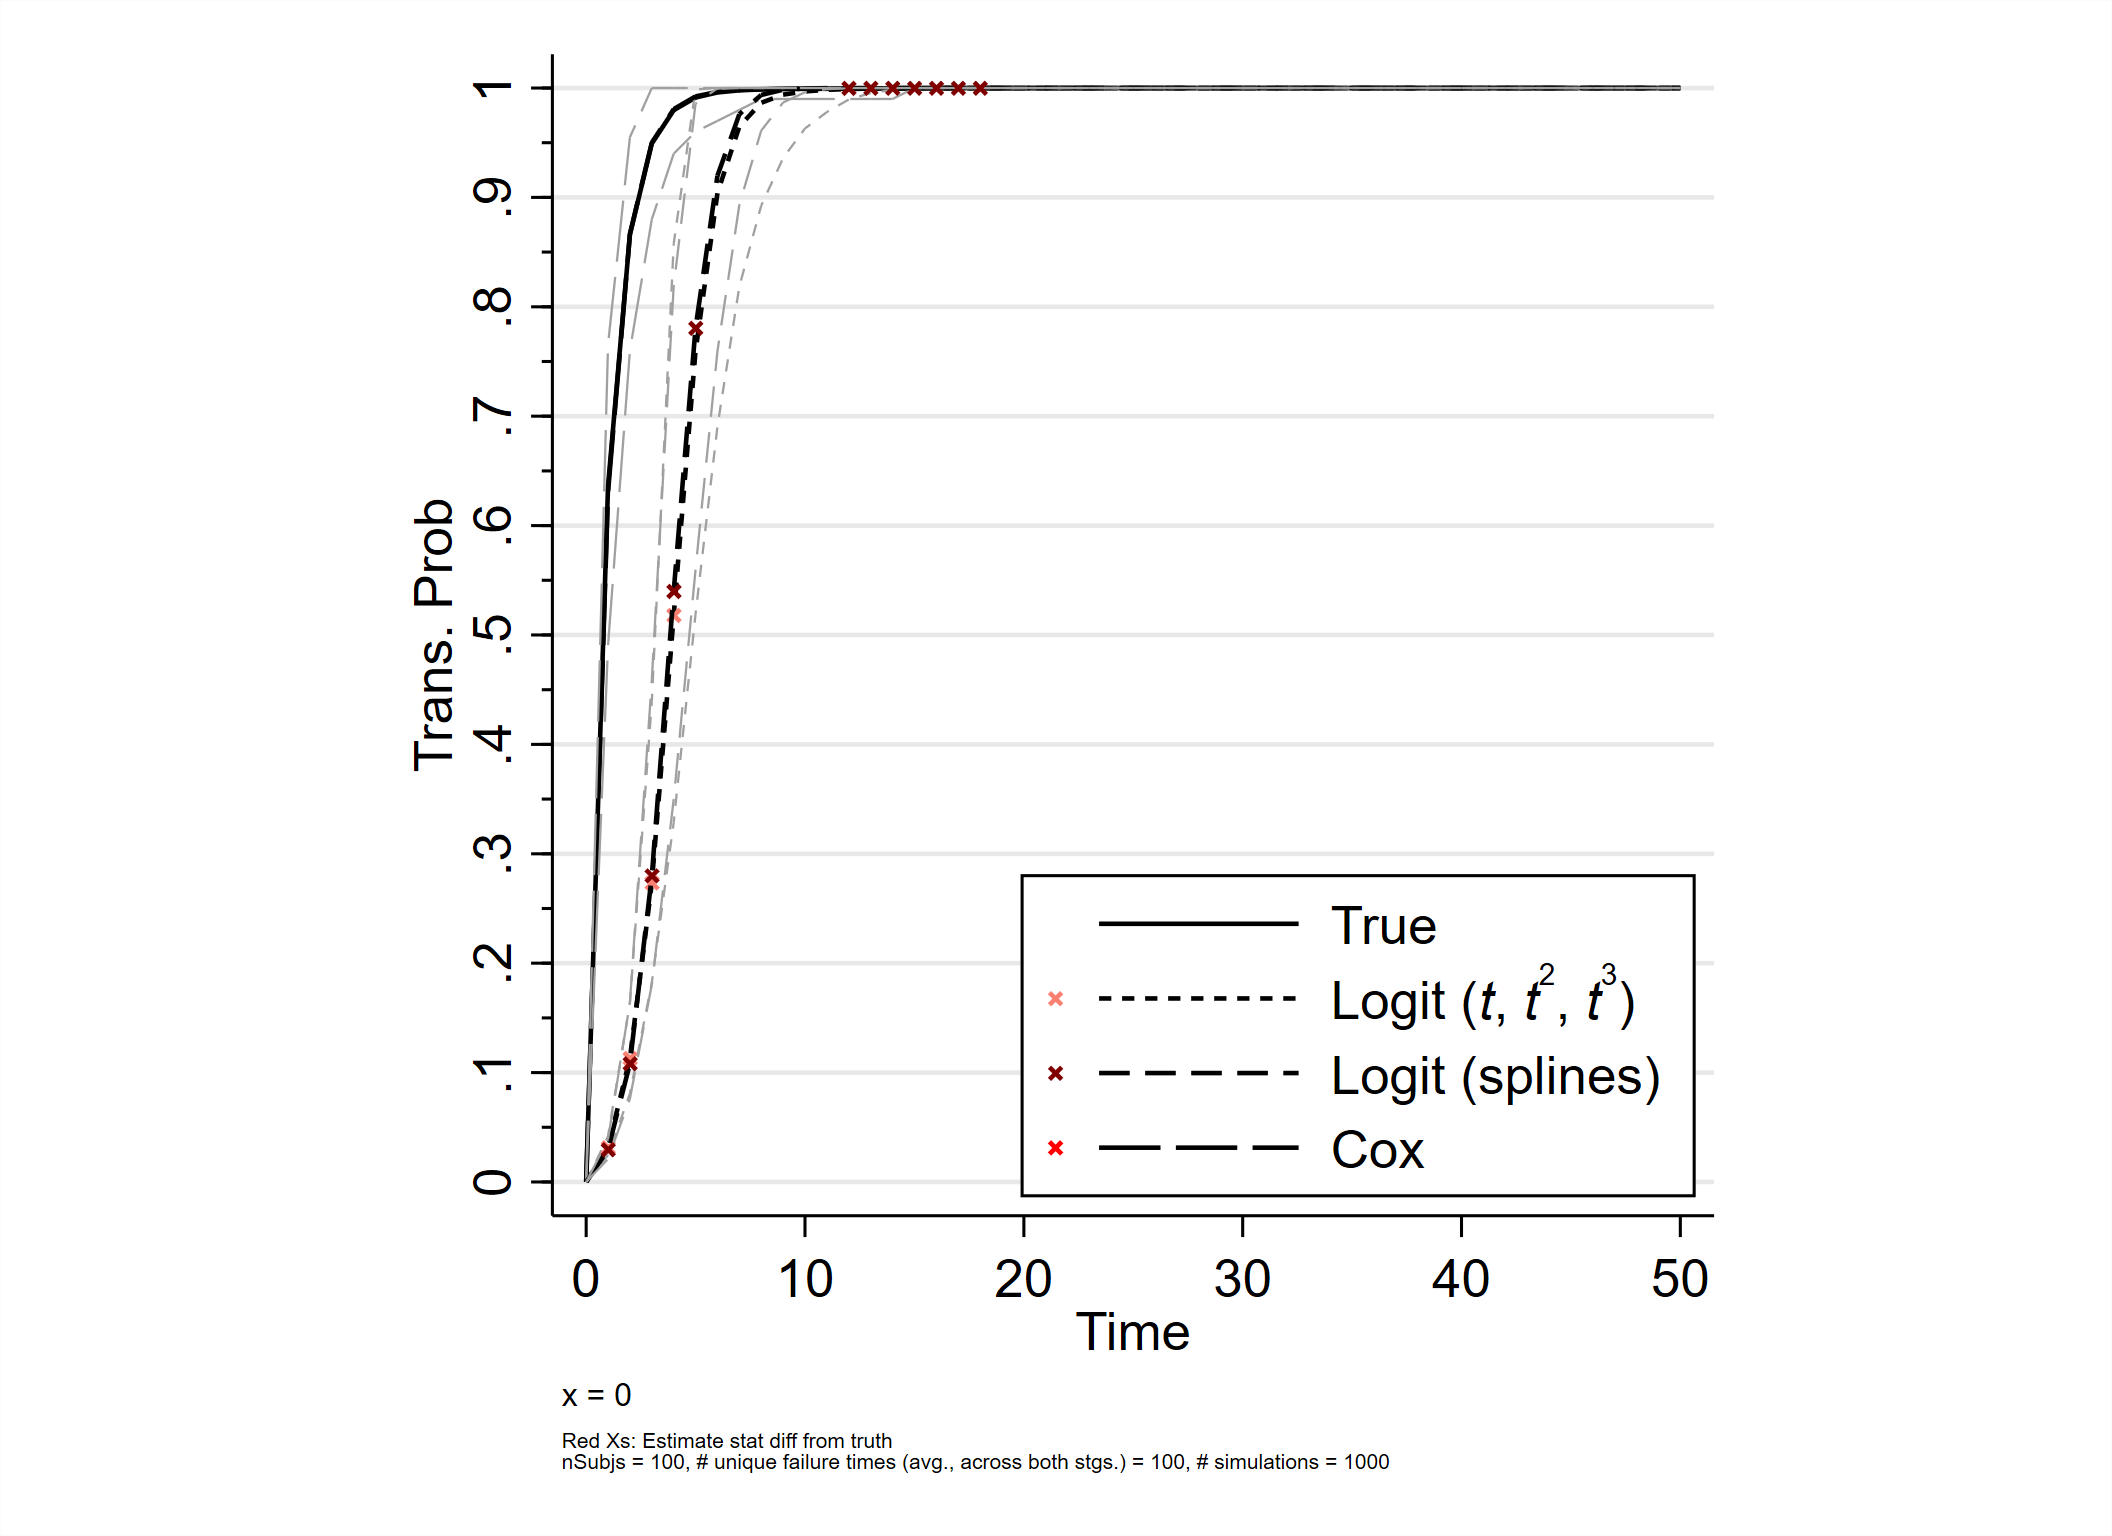 1
.9
.8
.7
.6
.5
.4
.3
.2
.1
0
Trans. Prob
True
Logit (t, t², t³)
Logit (splines)
Cox
0 10 20 30 40 50
Time
x = 0
Red Xs: Estimate stat diff from truth
nSubjs = 100, # unique failure times (avg., across both stgs.) = 100, # simulations = 1000